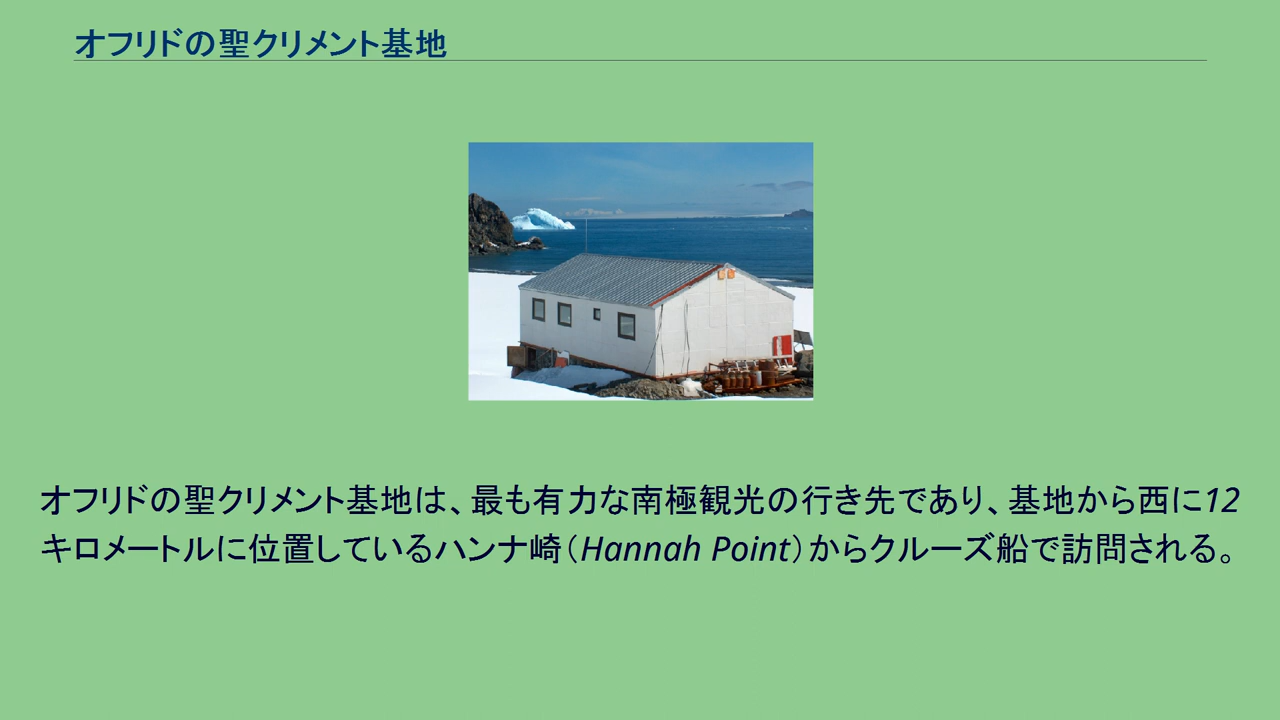 オフリドの聖クリメント基地
オフリドの聖クリメント基地は、最も有力な南極観光の行き先であり、基地から西に12
キロメートルに位置しているハンナ崎（Hannah Point）からクルーズ船で訪問される。